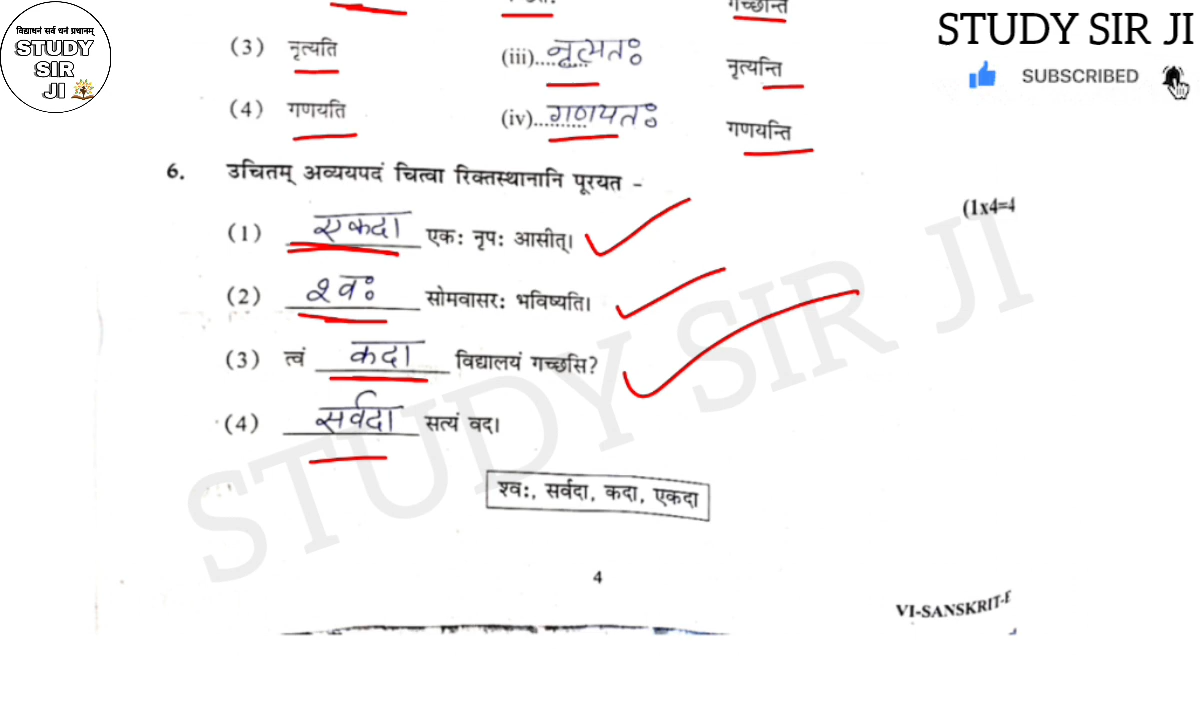 विद्याधनं सर्व धनं प्रधानम्
STUDY
SIR
JI
STUDY SIR JI
SUBSCRIBED
गच्छन्ति
(3) नृत्यति (iii)....नृत्यतः नृत्यन्ति
(4) गणयति (iv)....गणयतः गणयन्ति
6. उचितम् अव्ययपदं चित्वा रिक्तस्थानानि पूरयत -
(1x4=4
(1) एकदा एकः नृपः आसीत्।
(2) श्वः सोमवासरः भविष्यति।
(3) त्वं कदा विद्यालयं गच्छसि?
(4) सर्वदा सत्यं वद।
श्वः, सर्वदा, कदा, एकदा
STUDY SIR JI
4
VI-SANSKRIT-